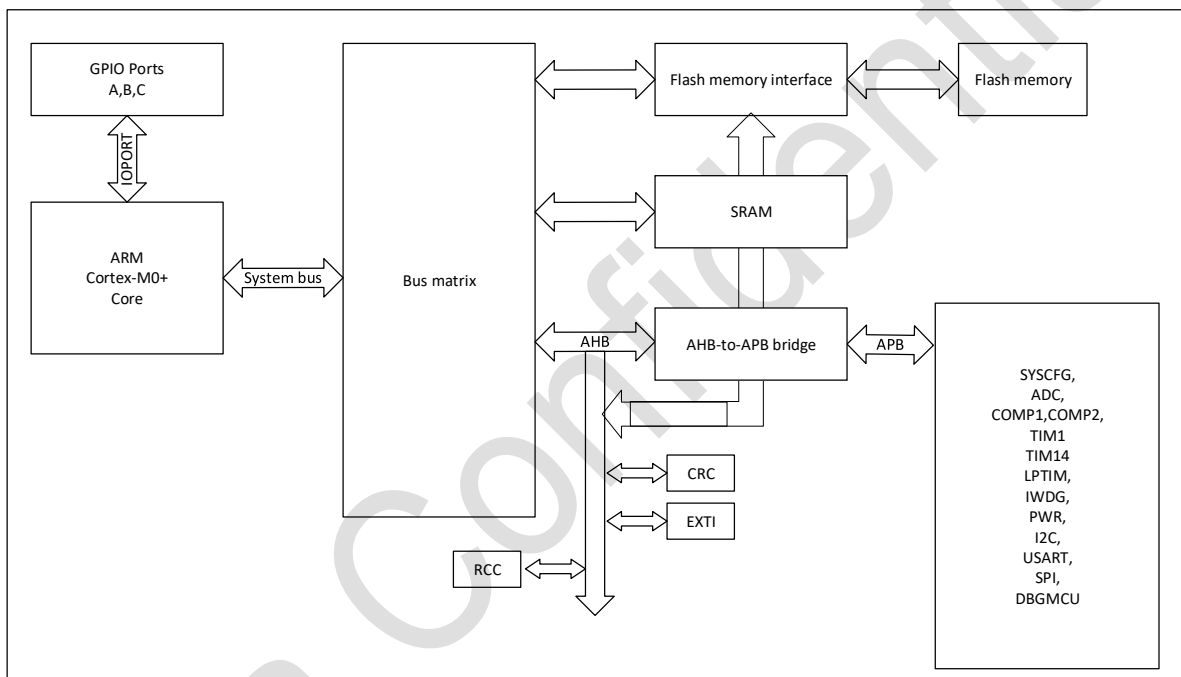 GPIO Ports
A,B,C
IOPORT
ARM
Cortex-M0+
Core
System bus
Bus matrix
Flash memory interface
Flash memory
SRAM
AHB
AHB-to-APB bridge
APB
CRC
EXTI
RCC
SYSCFG,
ADC,
COMP1,COMP2,
TIM1
TIM14
LPTIM,
IWDG,
PWR,
I2C,
USART,
SPI,
DBGMCU